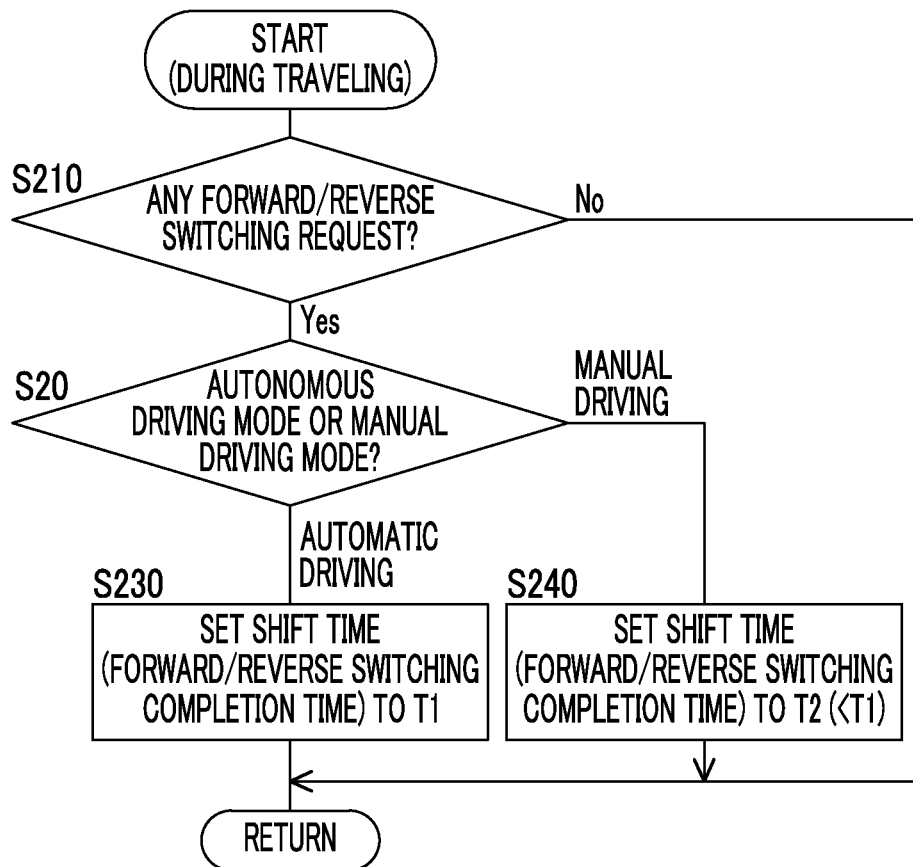 START
(DURING TRAVELING)
S210
ANY FORWARD/REVERSE
SWITCHING REQUEST?
No
Yes
S20
AUTONOMOUS
DRIVING MODE OR MANUAL
DRIVING MODE?
MANUAL
DRIVING
AUTOMATIC
DRIVING
S230
SET SHIFT TIME
(FORWARD/REVERSE SWITCHING
COMPLETION TIME) TO T1
S240
SET SHIFT TIME
(FORWARD/REVERSE SWITCHING
COMPLETION TIME) TO T2 (<T1)
RETURN